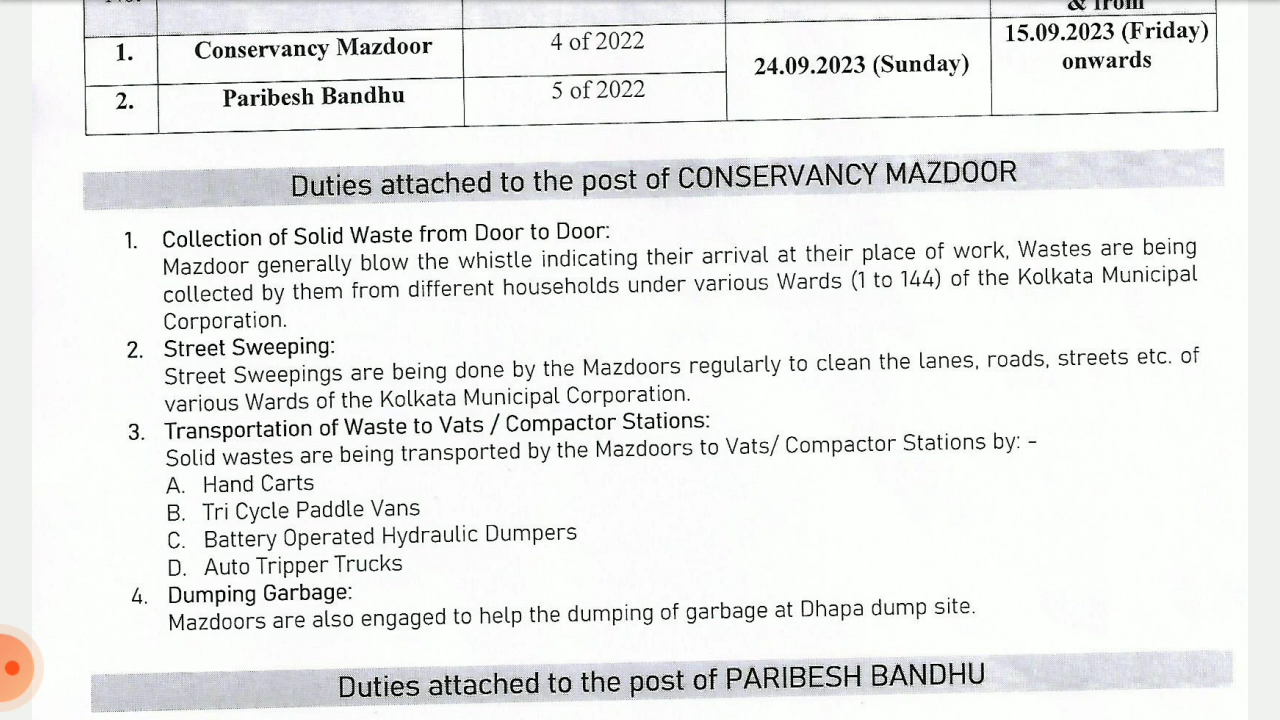 & from
1. Conservancy Mazdoor 4 of 2022 24.09.2023 (Sunday) 15.09.2023 (Friday)
onwards
2. Paribesh Bandhu 5 of 2022
Duties attached to the post of CONSERVANCY MAZDOOR
1. Collection of Solid Waste from Door to Door:
Mazdoor generally blow the whistle indicating their arrival at their place of work, Wastes are being
collected by them from different households under various Wards (1 to 144) of the Kolkata Municipal
Corporation.
2. Street Sweeping:
Street Sweepings are being done by the Mazdoors regularly to clean the lanes, roads, streets etc. of
various Wards of the Kolkata Municipal Corporation.
3. Transportation of Waste to Vats / Compactor Stations:
Solid wastes are being transported by the Mazdoors to Vats/ Compactor Stations by: -
A. Hand Carts
B. Tri Cycle Paddle Vans
C. Battery Operated Hydraulic Dumpers
D. Auto Tripper Trucks
4. Dumping Garbage:
Mazdoors are also engaged to help the dumping of garbage at Dhapa dump site.
Duties attached to the post of PARIBESH BANDHU